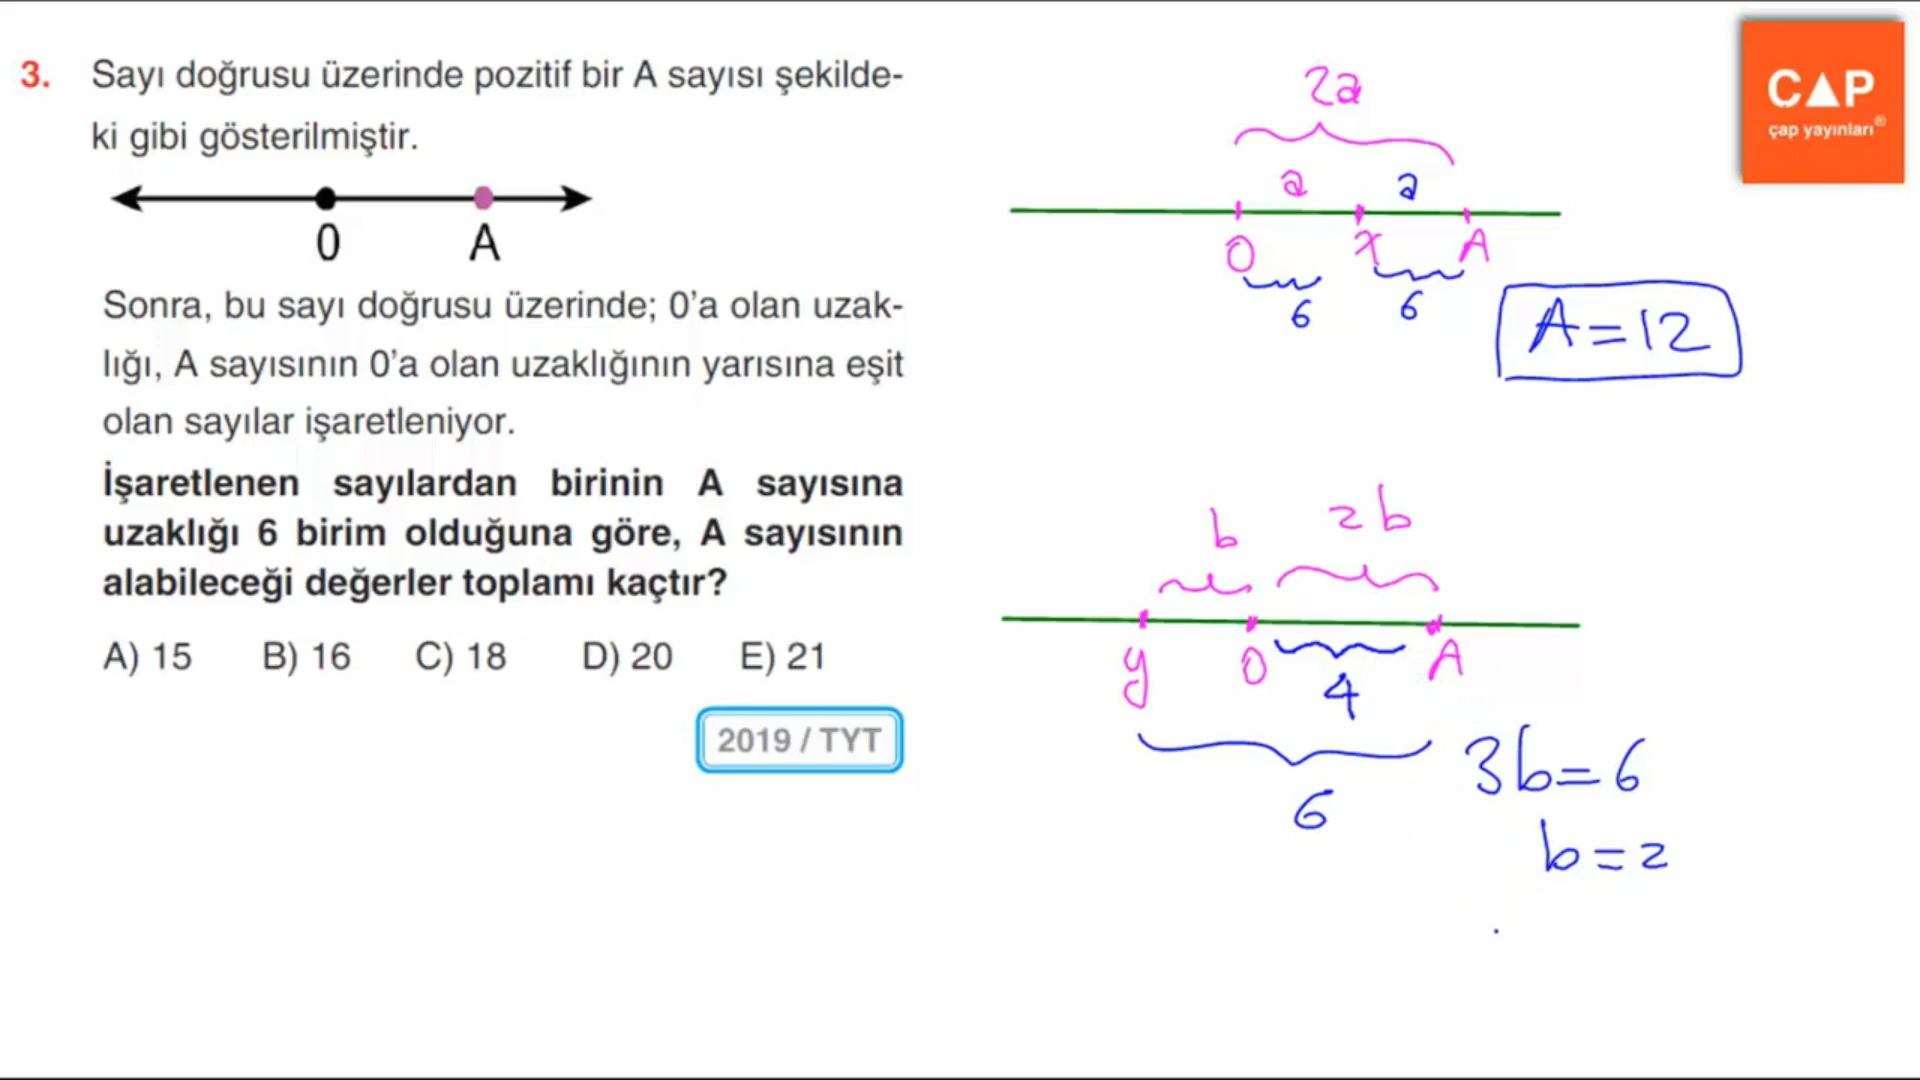 3. Sayı doğrusu üzerinde pozitif bir A sayısı şekilde-
ki gibi gösterilmiştir.
0 A
Sonra, bu sayı doğrusu üzerinde; 0'a olan uzak-
lığı, A sayısının 0'a olan uzaklığının yarısına eşit
olan sayılar işaretleniyor.
İşaretlenen sayılardan birinin A sayısına
uzaklığı 6 birim olduğuna göre, A sayısının
alabileceği değerler toplamı kaçtır?
A) 15 B) 16 C) 18 D) 20 E) 21
2019 / TYT
2a
a a
0 x A
6 6
A=12
b 2b
y 0 A
4
6
3b=6
b=2
ÇAP
çap yayınları®